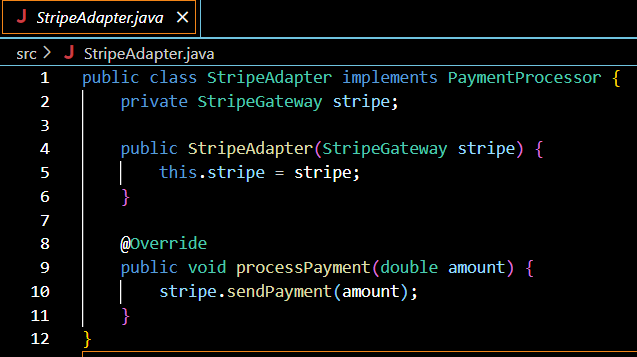 J StripeAdapter.java ×
src > J StripeAdapter.java
1 public class StripeAdapter implements PaymentProcessor {
2     private StripeGateway stripe;
3
4     public StripeAdapter(StripeGateway stripe) {
5         this.stripe = stripe;
6     }
7
8     @Override
9     public void processPayment(double amount) {
10         stripe.sendPayment(amount);
11     }
12 }